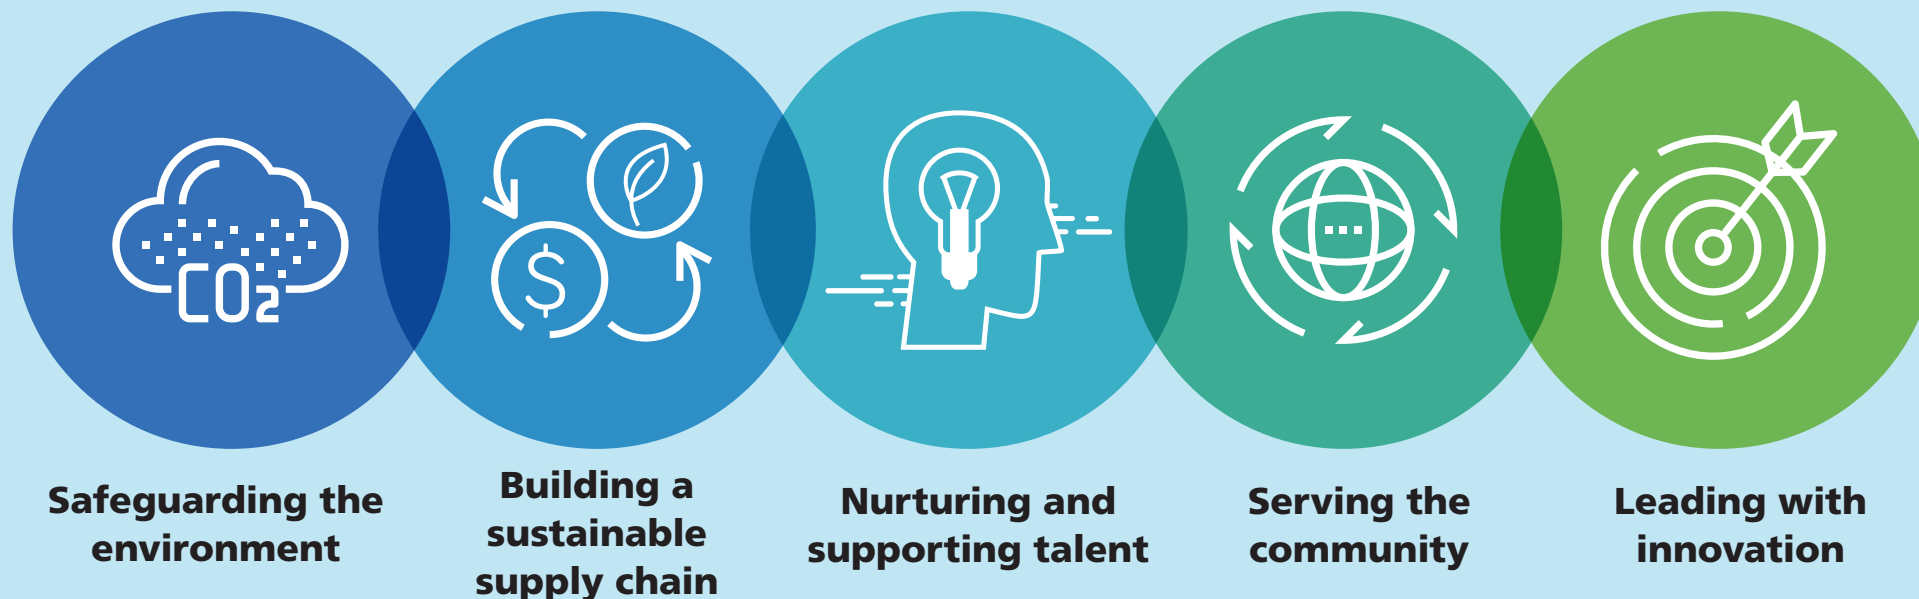 CO2
$
Safeguarding the
environment
Building a
sustainable
supply chain
Nurturing and
supporting talent
Serving the
community
Leading with
innovation